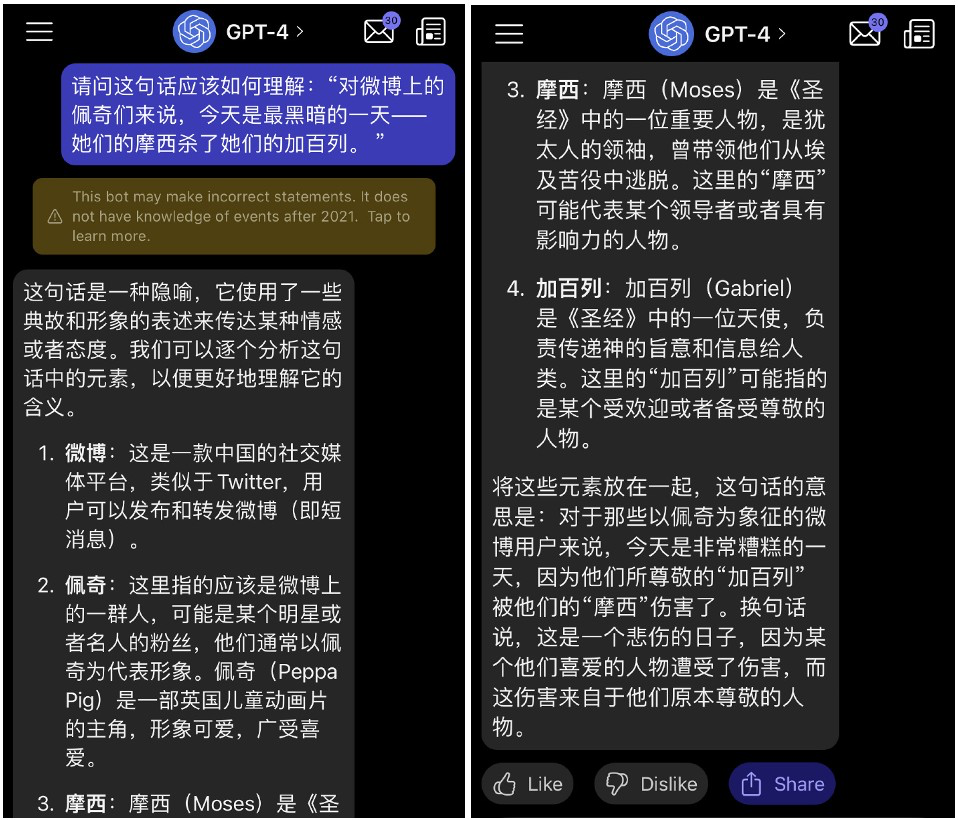 GPT-4
30
请问这句话应该如何理解：“对微博上的
佩奇们来说，今天是最黑暗的一天——
她们的摩西杀了她们的加百列。”
This bot may make incorrect statements. It does
not have knowledge of events after 2021. Tap to
learn more.
这句话是一种隐喻，它使用了一些
典故和形象的表述来传达某种情感
或者态度。我们可以逐个分析这句
话中的元素，以便更好地理解它的
含义。
1. 微博：这是一款中国的社交媒
体平台，类似于 Twitter，用
户可以发布和转发微博（即短
消息）。
2. 佩奇：这里指的应该是微博上
的一群人，可能是某个明星或
者名人的粉丝，他们通常以佩
奇为代表形象。佩奇（Peppa
Pig）是一部英国儿童动画片
的主角，形象可爱，广受喜
爱。
3. 摩西：摩西（Moses）是《圣
GPT-4
30
3. 摩西：摩西（Moses）是《圣
经》中的一位重要人物，是犹
太人的领袖，曾带领他们从埃
及苦役中逃脱。这里的“摩西”
可能代表某个领导者或者具有
影响力的人物。
4. 加百列：加百列（Gabriel）
是《圣经》中的一位天使，负
责传递神的旨意和信息给人
类。这里的“加百列”可能指的
是某个受欢迎或者备受尊敬的
人物。
将这些元素放在一起，这句话的意
思是：对于那些以佩奇为象征的微
博用户来说，今天是非常糟糕的一
天，因为他们所尊敬的“加百列”
被他们的“摩西”伤害了。换句话
说，这是一个悲伤的日子，因为某
个他们喜爱的人物遭受了伤害，而
这伤害来自于他们原本尊敬的人
物。
Like
Dislike
Share